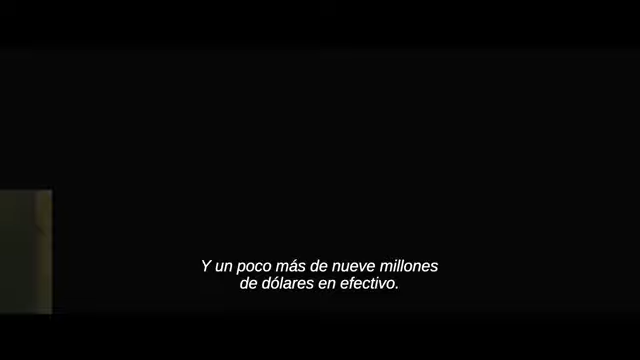 Y un poco más de nueve millones
de dólares en efectivo.